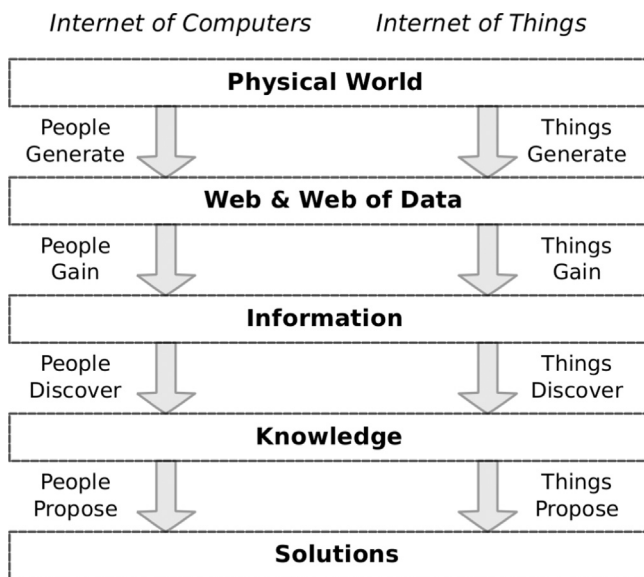 Internet of Computers
Internet of Things
Physical World
People
Generate
Things
Generate
Web & Web of Data
People
Gain
Things
Gain
Information
People
Discover
Things
Discover
Knowledge
People
Propose
Things
Propose
Solutions